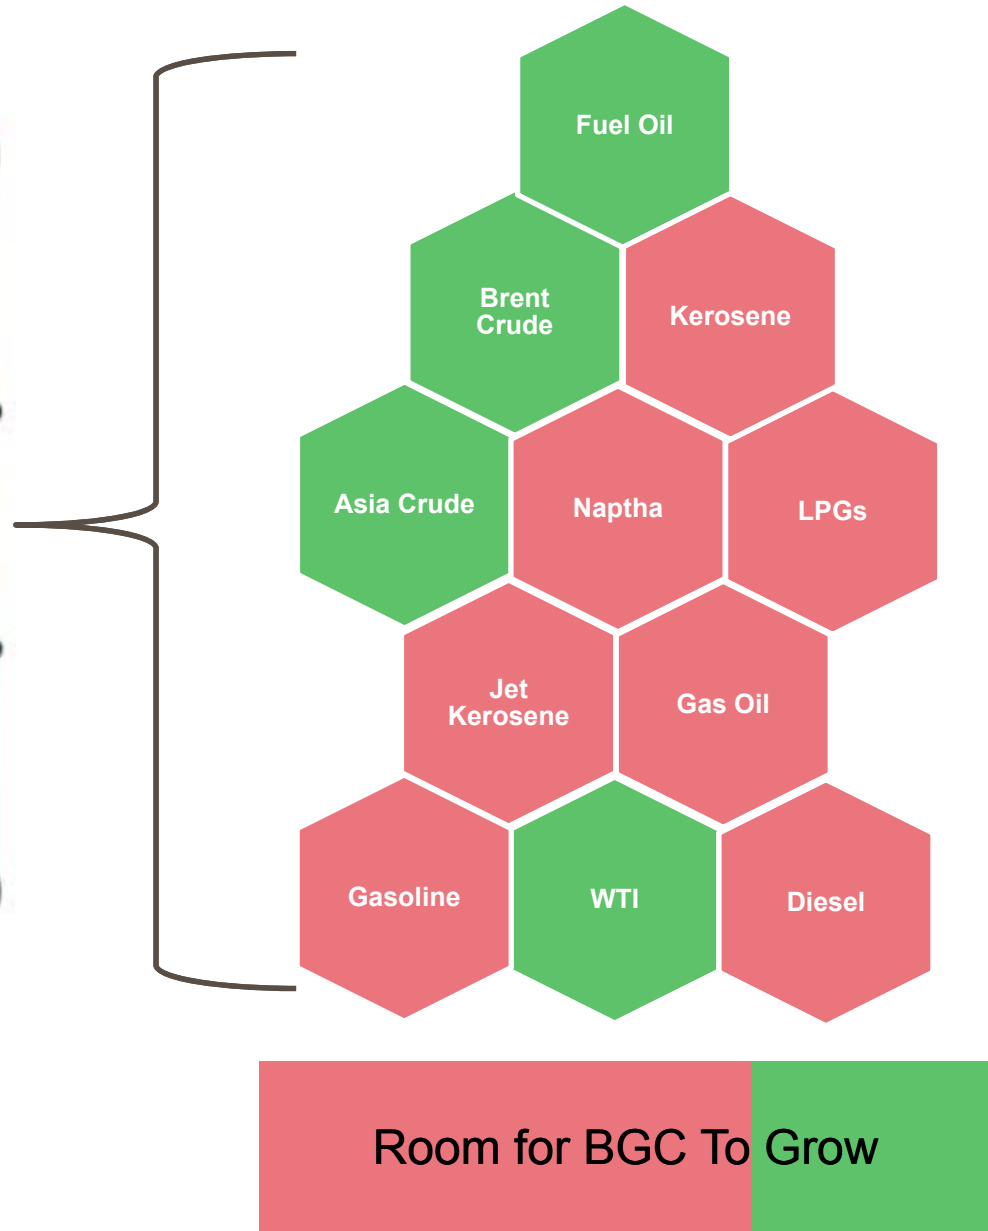 Fuel Oil
Brent
Crude
Kerosene
Asia Crude
Naptha
LPGs
Jet
Kerosene
Gas Oil
Gasoline
WTI
Diesel
Room for BGC To Grow